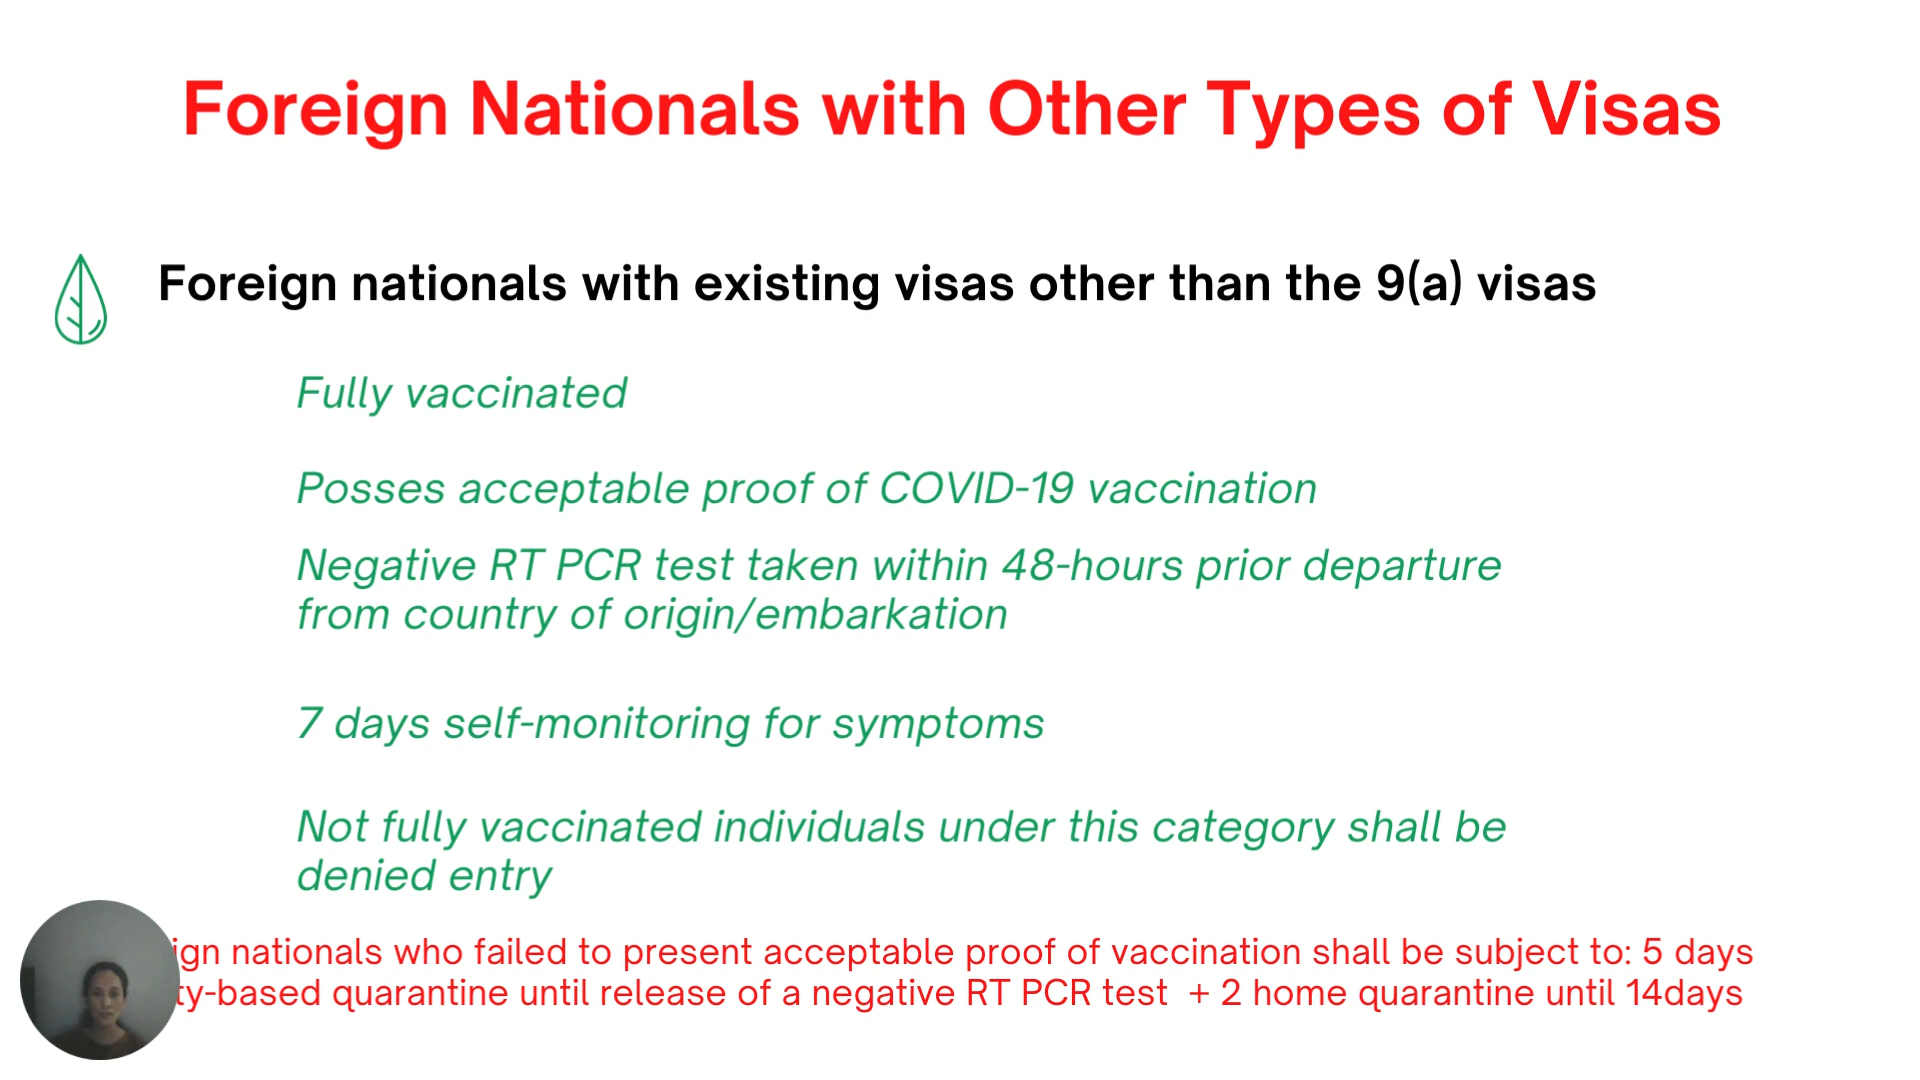 Foreign Nationals with Other Types of Visas
Foreign nationals with existing visas other than the 9(a) visas
Fully vaccinated
Posses acceptable proof of COVID-19 vaccination
Negative RT PCR test taken within 48-hours prior departure
from country of origin/embarkation
7 days self-monitoring for symptoms
Not fully vaccinated individuals under this category shall be
denied entry
nationals who failed to present acceptable proof of vaccination shall be subject to: 5 days
quarantine until release of a negative RT PCR test + 2 home quarantine until 14days